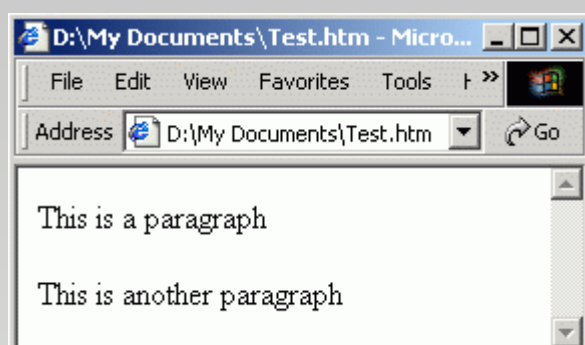 D:\My Documents\Test.htm - Micro...
File Edit View Favorites Tools »
Address D:\My Documents\Test.htm Go
This is a paragraph
This is another paragraph